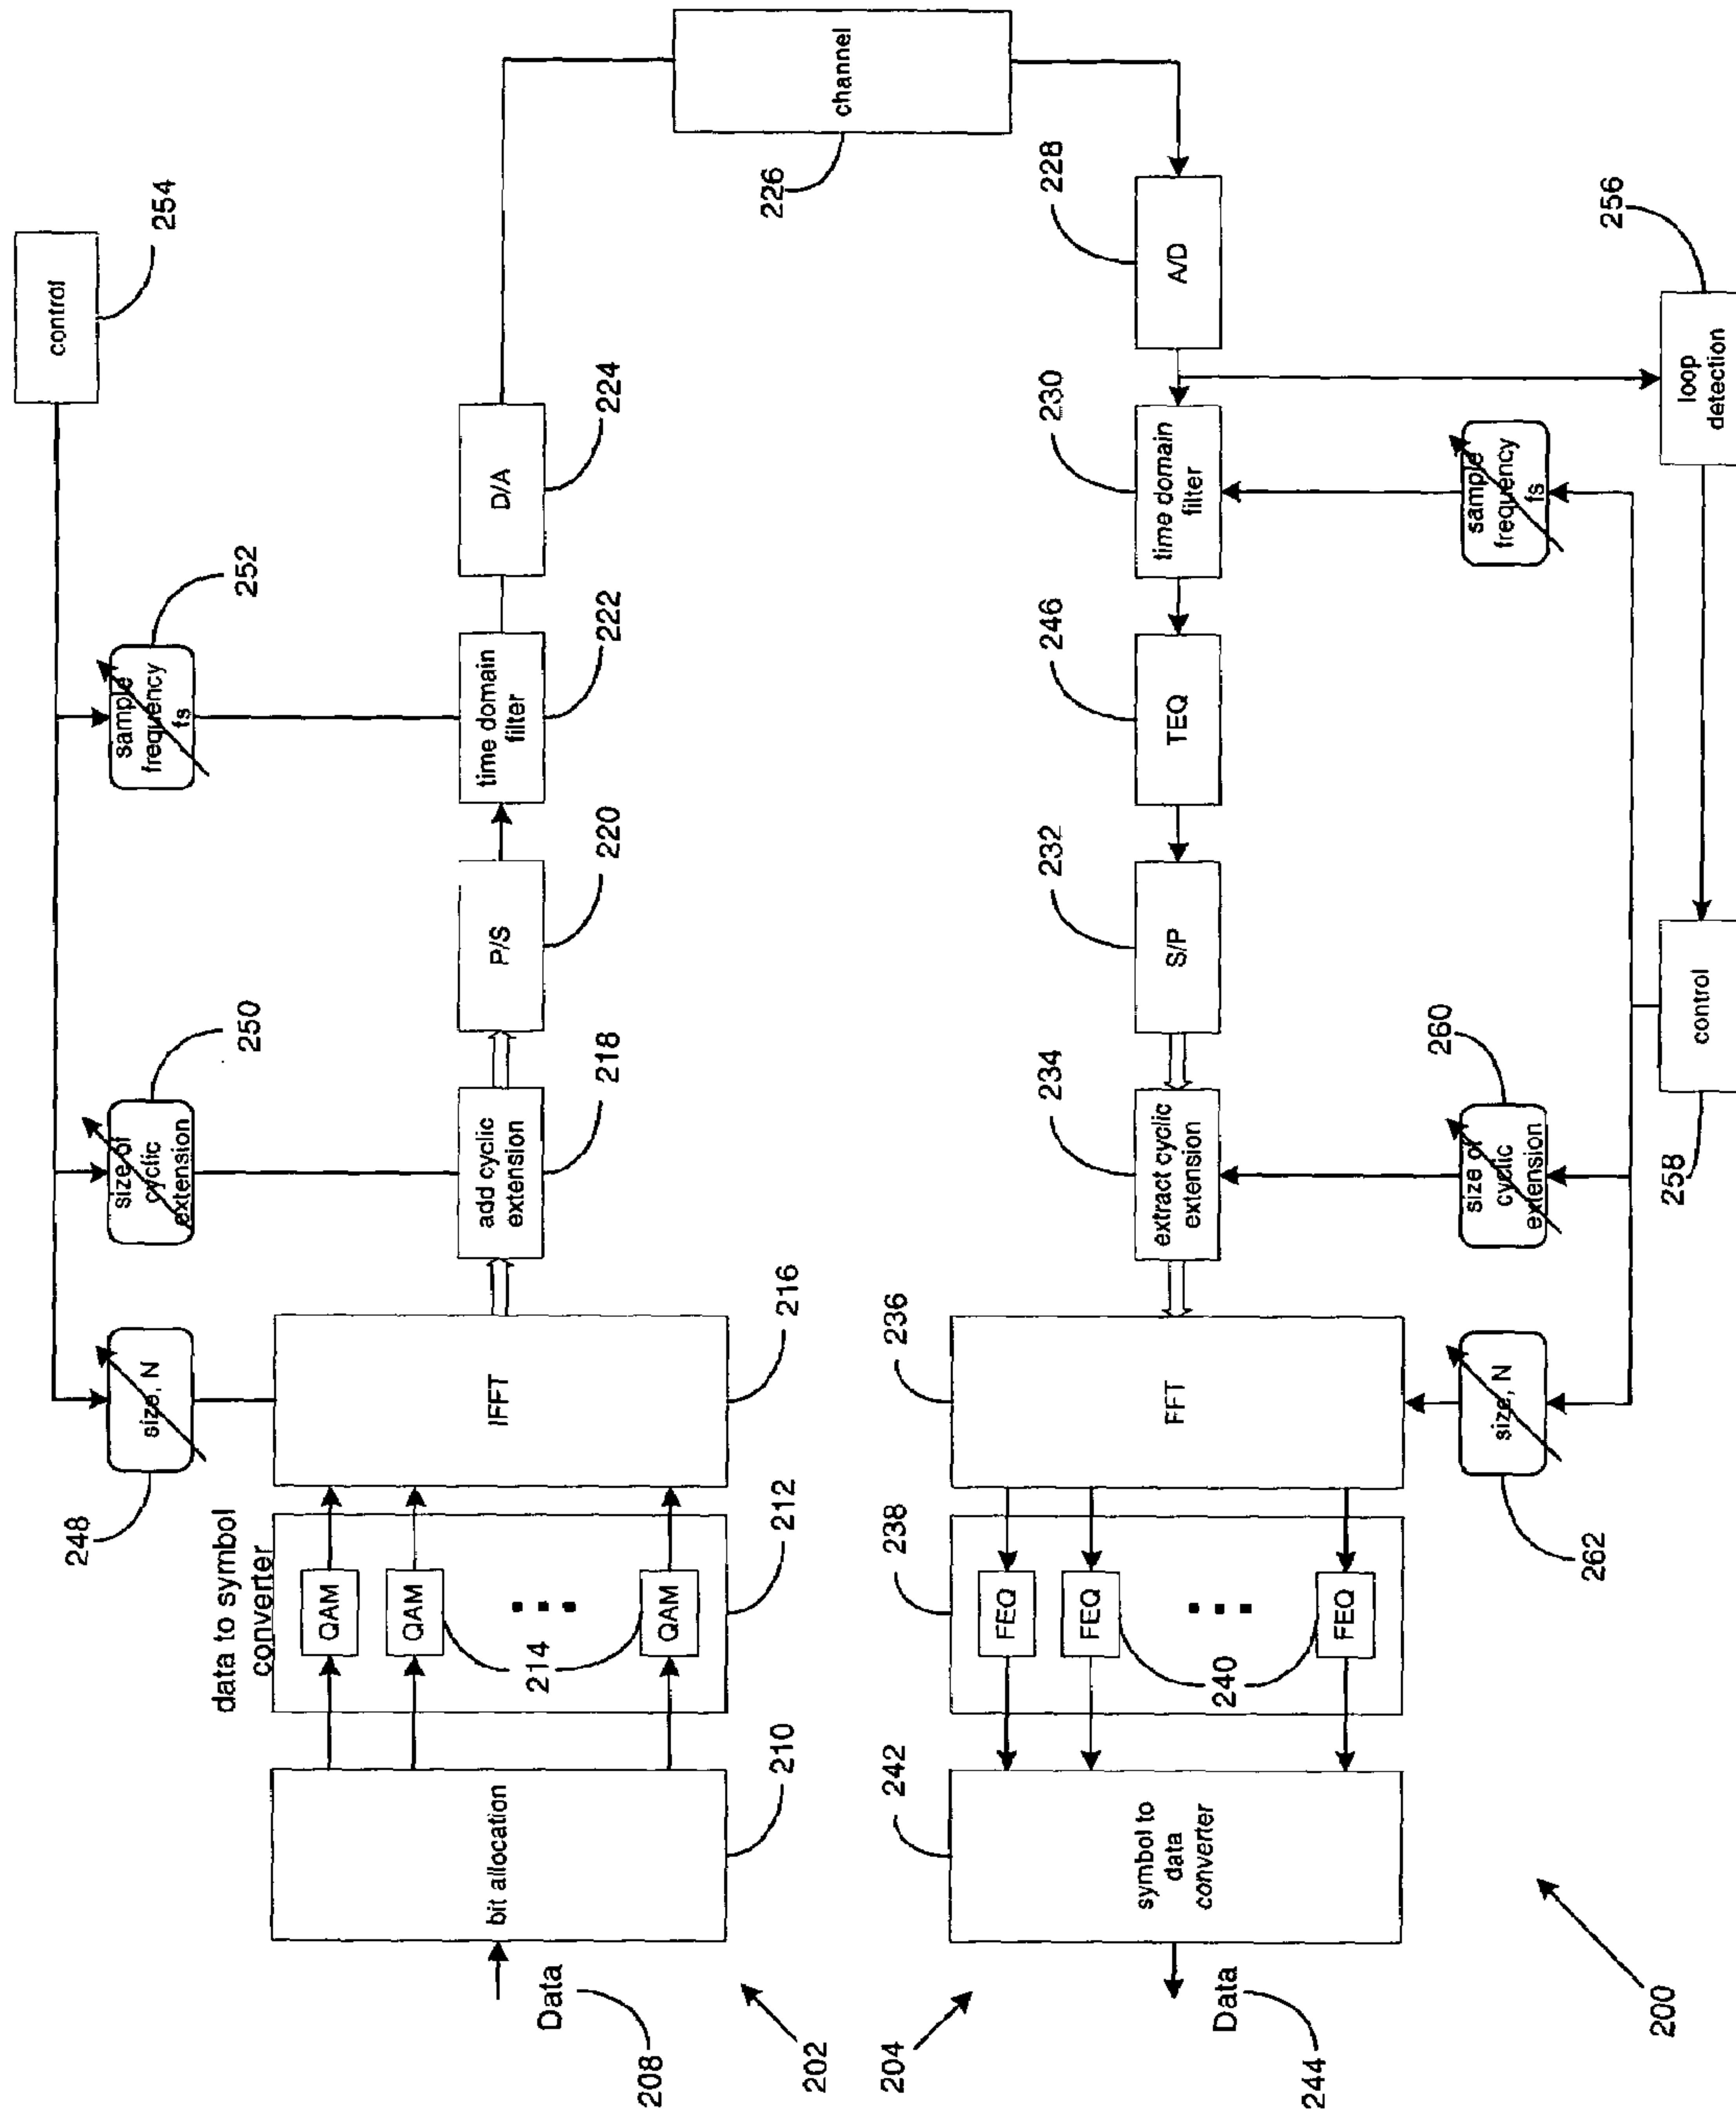 control
254
252
250
248
sample
frequency
fs
size of
cyclic
extension
size, N
data to symbol
converter
Data
208
bit allocation
210
QAM
QAM
QAM
214
212
IFFT
216
add cyclic
extension
218
P/S
220
time domain
filter
222
D/A
224
channel
226
202
204
228
A/D
230
time domain
filter
246
TEQ
232
S/P
234
extract cyclic
extension
236
FFT
238
FEQ
FEQ
FEQ
240
242
symbol to
data
converter
Data
244
sample
frequency
fs
260
size of
cyclic
extension
size, N
262
256
loop
detection
control
258
200